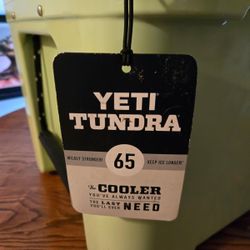 YETI
TUNDRA
WILDLY STRONGER!
65
KEEP ICE LONGER!
The
COOLER
YOU'VE ALWAYS WANTED
THE LAST
YOU'LL EVER
NEED